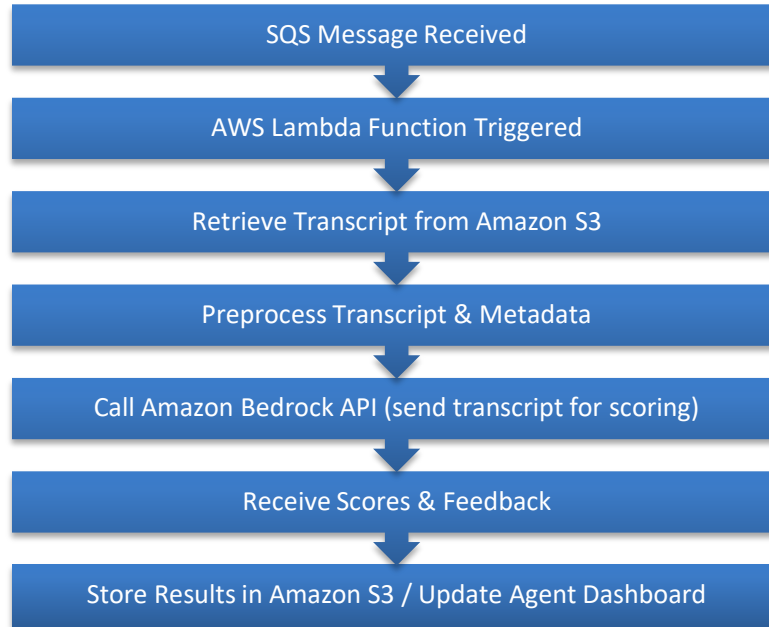 SQS Message Received
AWS Lambda Function Triggered
Retrieve Transcript from Amazon S3
Preprocess Transcript & Metadata
Call Amazon Bedrock API (send transcript for scoring)
Receive Scores & Feedback
Store Results in Amazon S3 / Update Agent Dashboard